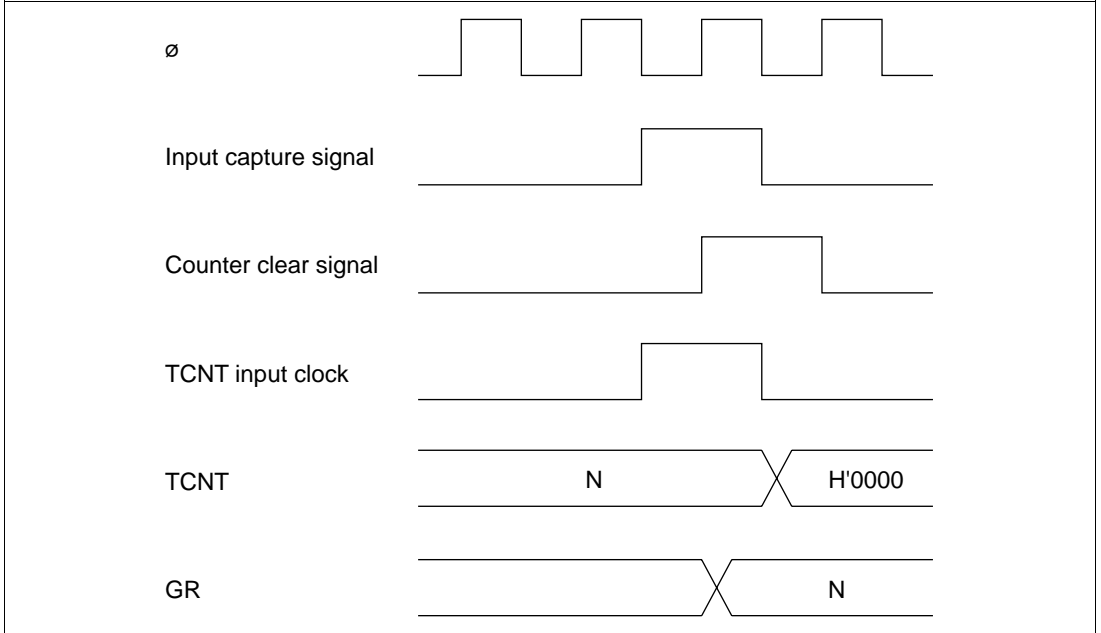 ø
Input capture signal
Counter clear signal
TCNT input clock
TCNT
N
H'0000
GR
N